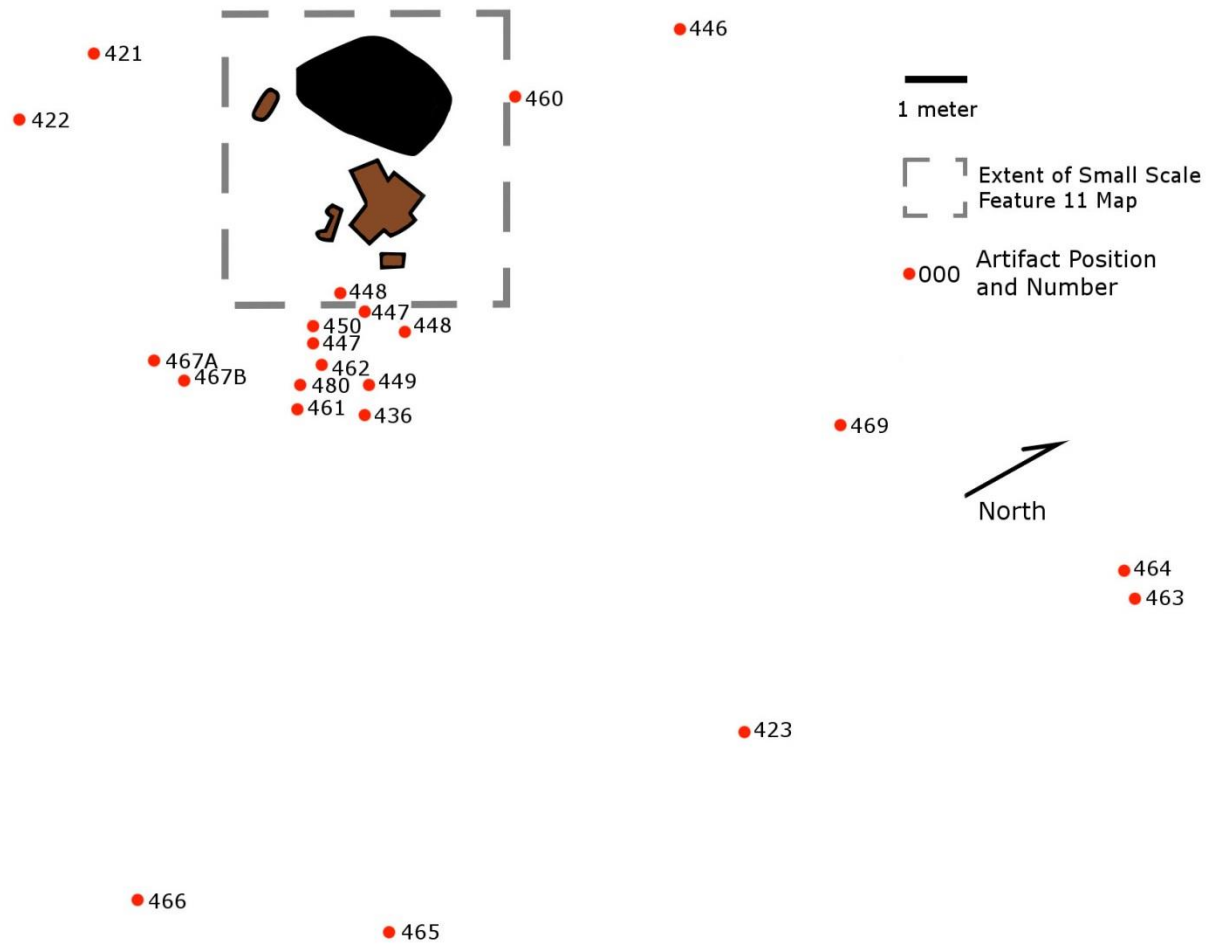 446
421
460
1 meter
422
Extent of Small Scale
Feature 11 Map
000
Artifact Position
and Number
448
447
450
448
447
467A
462
467B
480
449
461
436
469
North
464
463
423
466
465